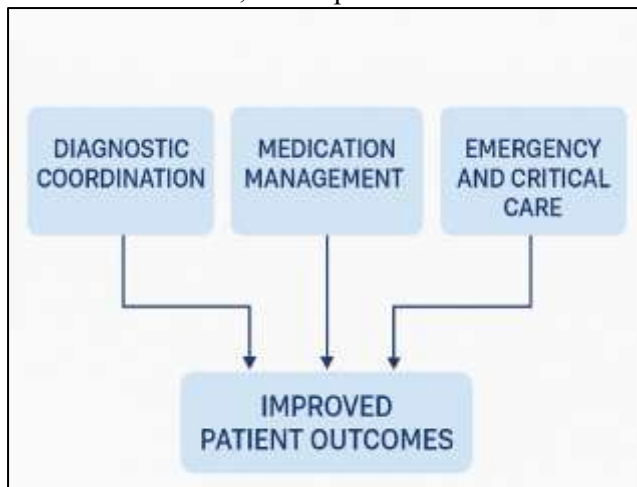 DIAGNOSTIC
COORDINATION
MEDICATION
MANAGEMENT
EMERGENCY
AND CRITICAL
CARE
IMPROVED
PATIENT OUTCOMES